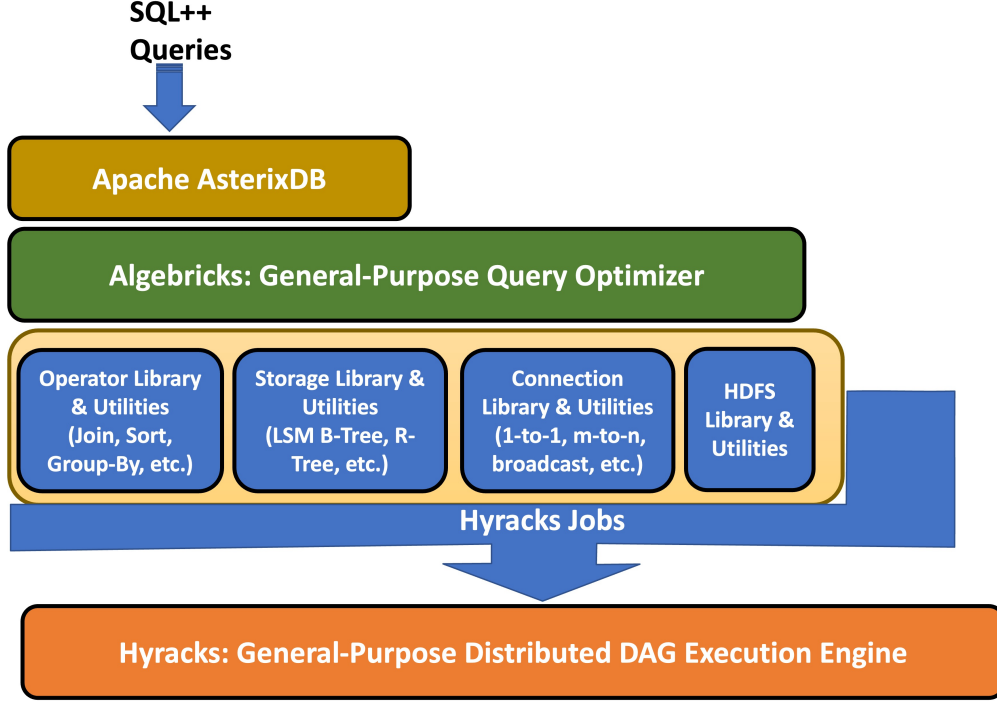 SQL++
Queries
Apache AsterixDB
Algebricks: General-Purpose Query Optimizer
Operator Library
& Utilities
(Join, Sort,
Group-By, etc.)
Storage Library &
Utilities
(LSM B-Tree, R-
Tree, etc.)
Connection
Library & Utilities
(1-to-1, m-to-n,
broadcast, etc.)
HDFS
Library &
Utilities
Hyracks Jobs
Hyracks: General-Purpose Distributed DAG Execution Engine